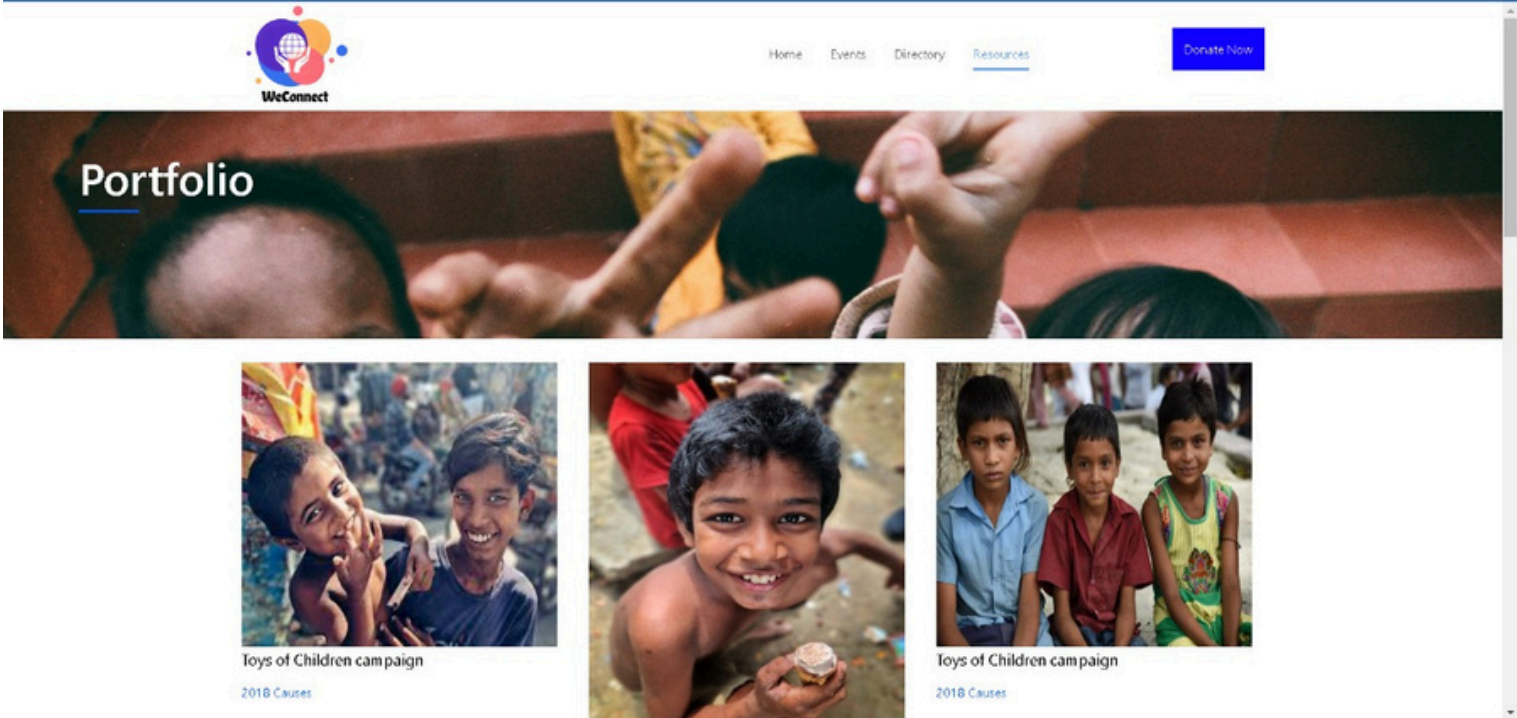 WeConnect
Home Events Directory Resources
Donate Now
Portfolio
Toys of Children campaign
2018 Causes
Toys of Children campaign
2018 Causes